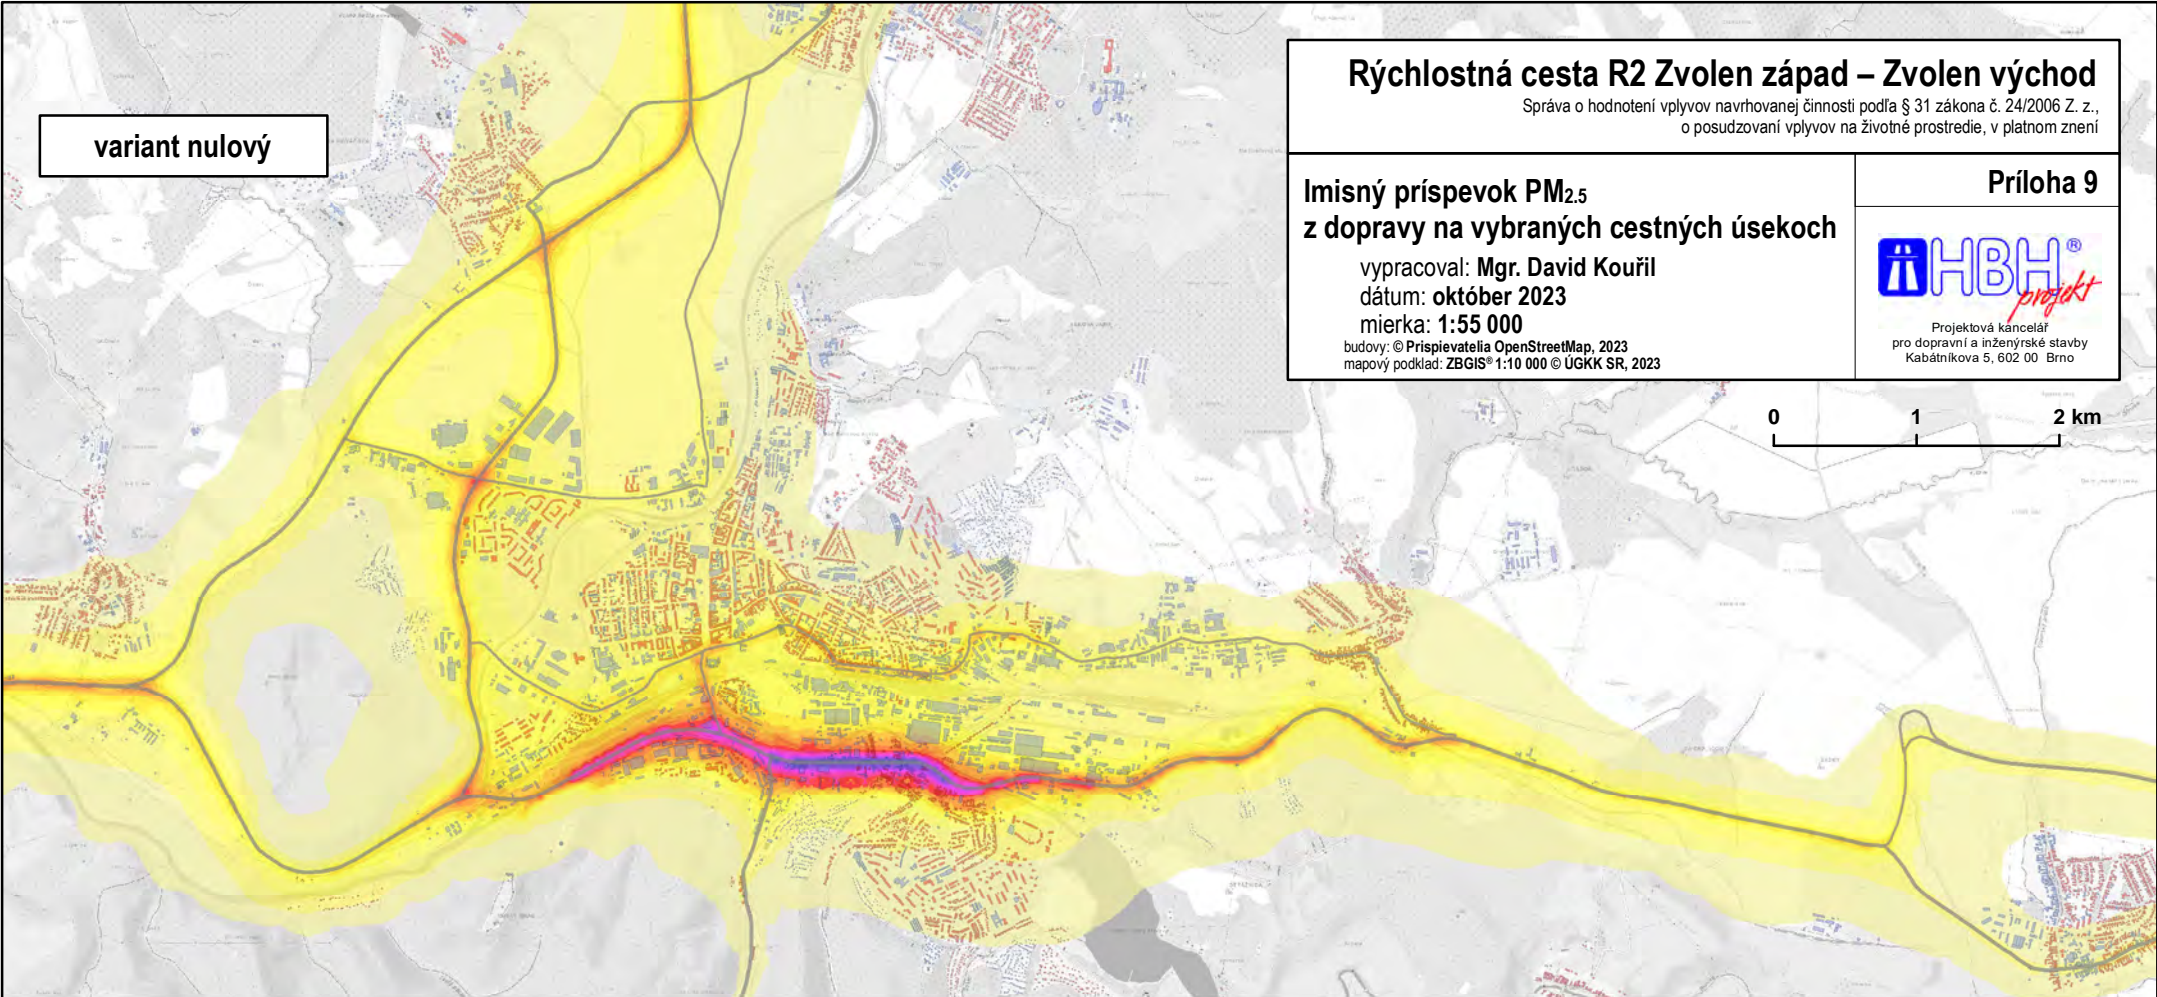 variant nulový
Rýchlostná cesta R2 Zvolen západ – Zvolen východ
Správa o hodnotení vplyvov navrhovanej činnosti podľa § 31 zákona č. 24/2006 Z. z.,
o posudzovaní vplyvov na životné prostredie, v platnom znení
Imisný príspevok PM2.5
z dopravy na vybraných cestných úsekoch
vypracoval: Mgr. David Kouřil
dátum: október 2023
mierka: 1:55 000
budovy: © Prispievatelia OpenStreetMap, 2023
mapový podklad: ZBGIS® 1:10 000 © ÚGKK SR, 2023
Príloha 9
HBH®
projekt
Projektová kancelář
pro dopravní a inženýrské stavby
Kabátníkova 5, 602 00 Brno
0 1 2 km